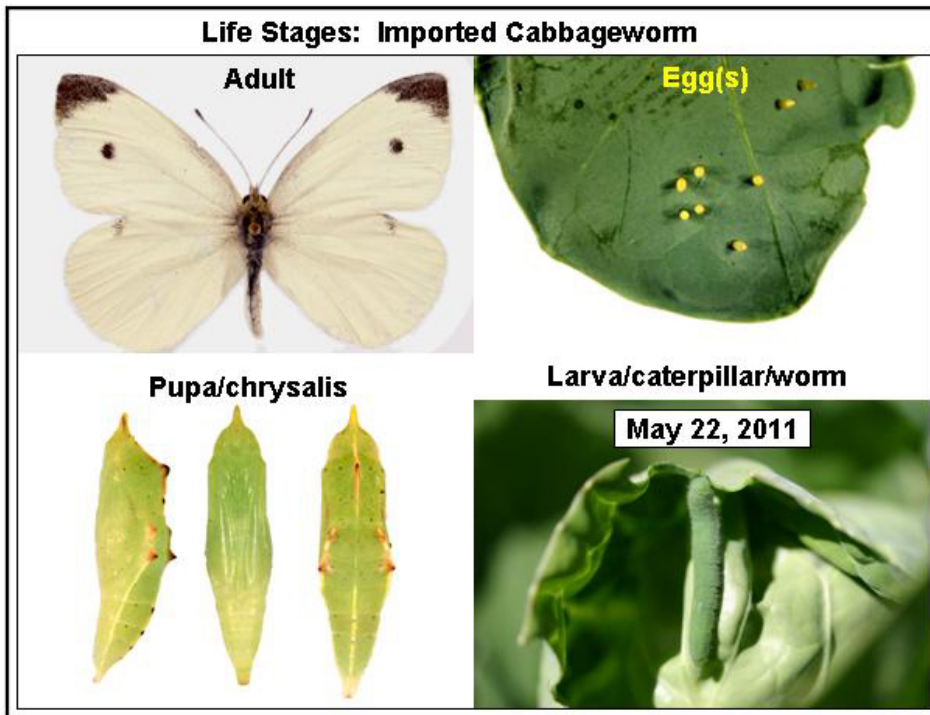 Life Stages: Imported Cabbageworm
Adult
Egg(s)
Pupa/chrysalis
Larva/caterpillar/worm
May 22, 2011